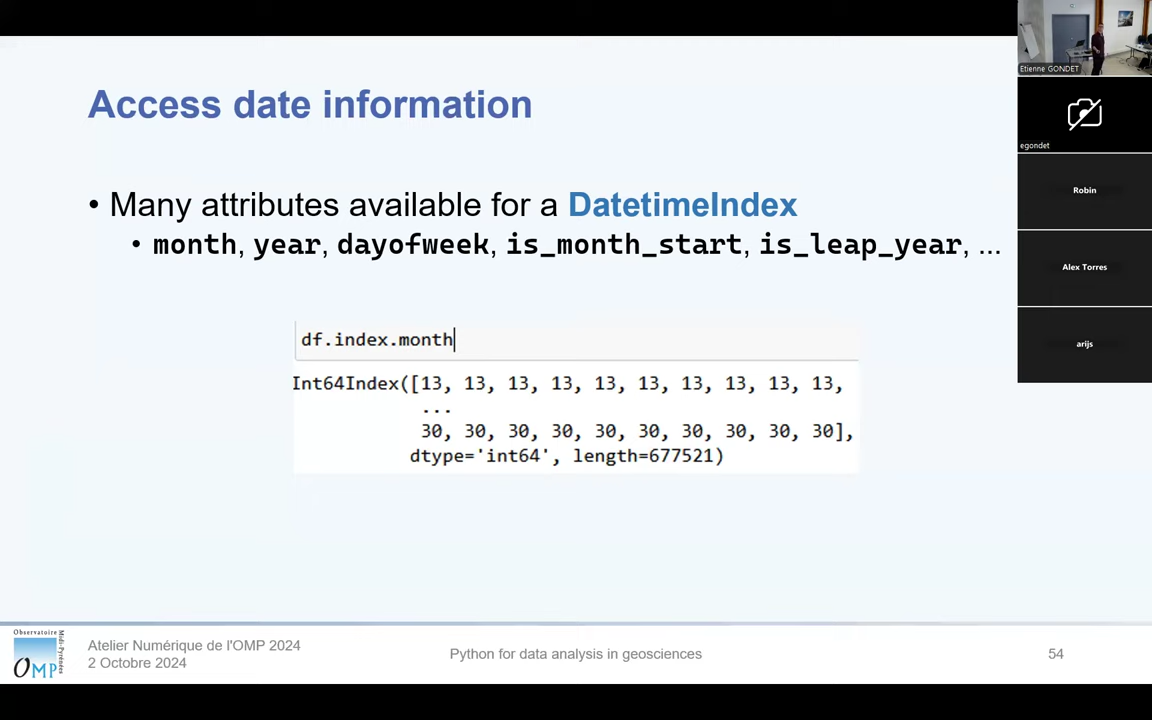 Access date information
• Many attributes available for a DatetimeIndex
• month, year, dayofweek, is_month_start, is_leap_year, ...
df.index.month
Int64Index([13, 13, 13, 13, 13, 13, 13, 13, 13, 13,
...
30, 30, 30, 30, 30, 30, 30, 30, 30, 30],
dtype='int64', length=677521)
Observatoire
Midi-Pyrénées
OMP
Atelier Numérique de l'OMP 2024
2 Octobre 2024
Python for data analysis in geosciences
54
Etienne GONDET
egondet
Robin
Alex Torres
arijs